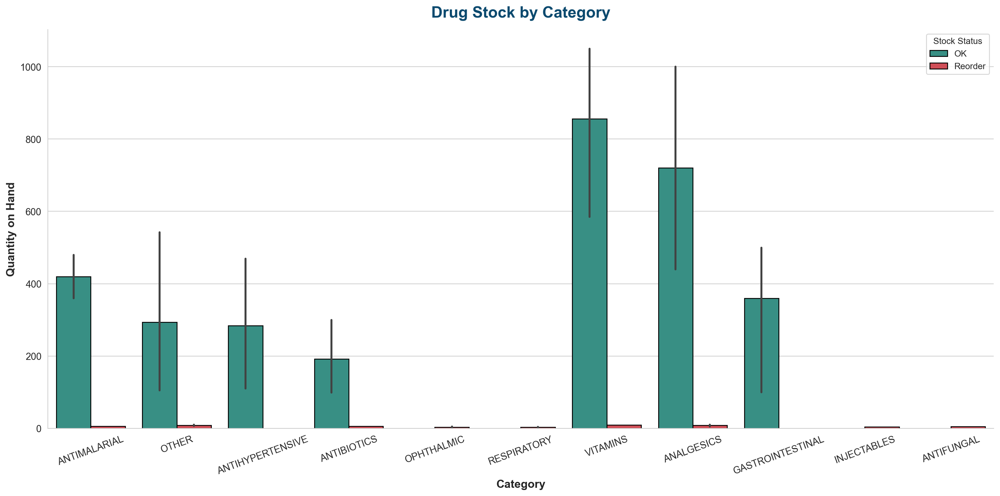 Drug Stock by Category
Stock Status
OK
Reorder
Quantity on Hand
1000
800
600
400
200
0
ANTIMALARIAL
OTHER
ANTIHYPERTENSIVE
ANTIBIOTICS
OPHTHALMIC
RESPIRATORY
VITAMINS
ANALGESICS
GASTROINTESTINAL
INJECTABLES
ANTIFUNGAL
Category